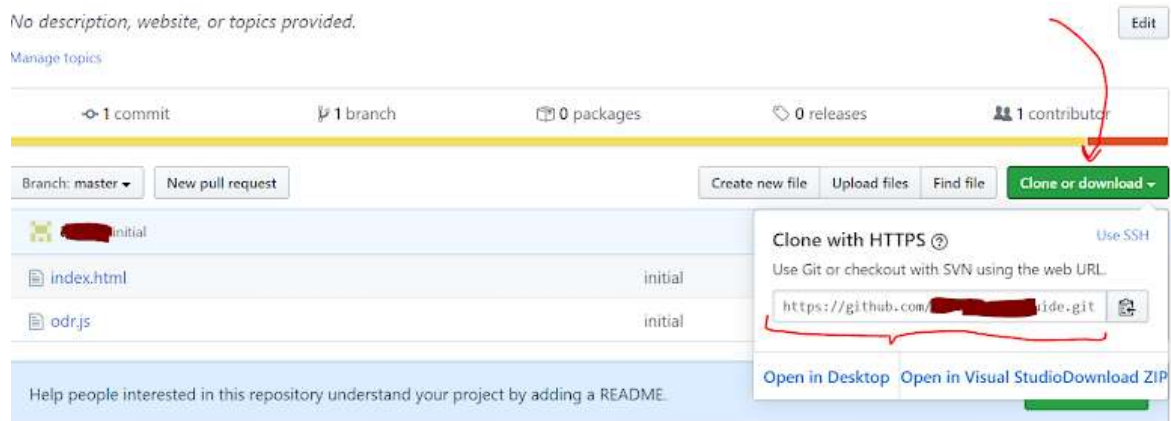 No description, website, or topics provided.
Edit
Manage topics
1 commit
1 branch
0 packages
0 releases
1 contributor
Branch: master
New pull request
Create new file
Upload files
Find file
Clone or download
initial
Clone with HTTPS
Use SSH
Use Git or checkout with SVN using the web URL.
index.html
initial
https://github.com/ ide.git
odr.js
initial
Open in Desktop
Open in Visual Studio
Download ZIP
Help people interested in this repository understand your project by adding a README.